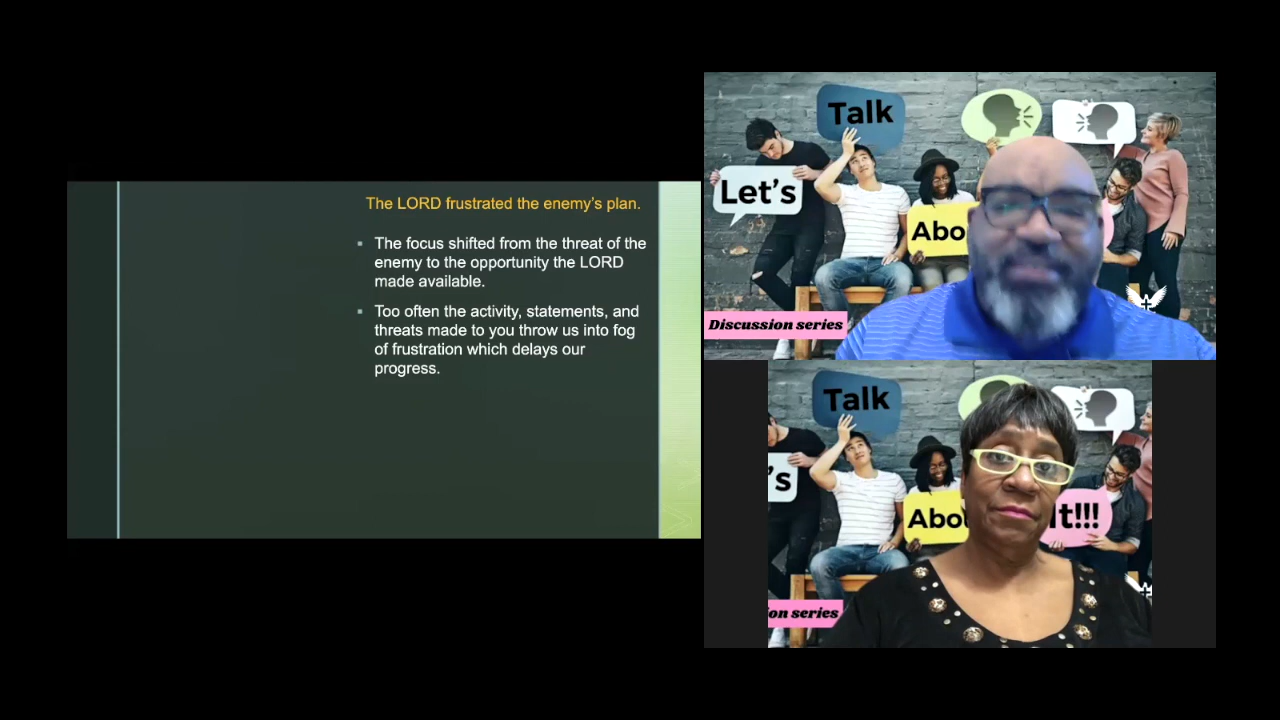 The LORD frustrated the enemy's plan.
▪ The focus shifted from the threat of the
enemy to the opportunity the LORD
made available.
▪ Too often the activity, statements, and
threats made to you throw us into fog
of frustration which delays our
progress.
Talk
Let's
Abo
Discussion series
Talk
's
Abo
It!!!
ion series